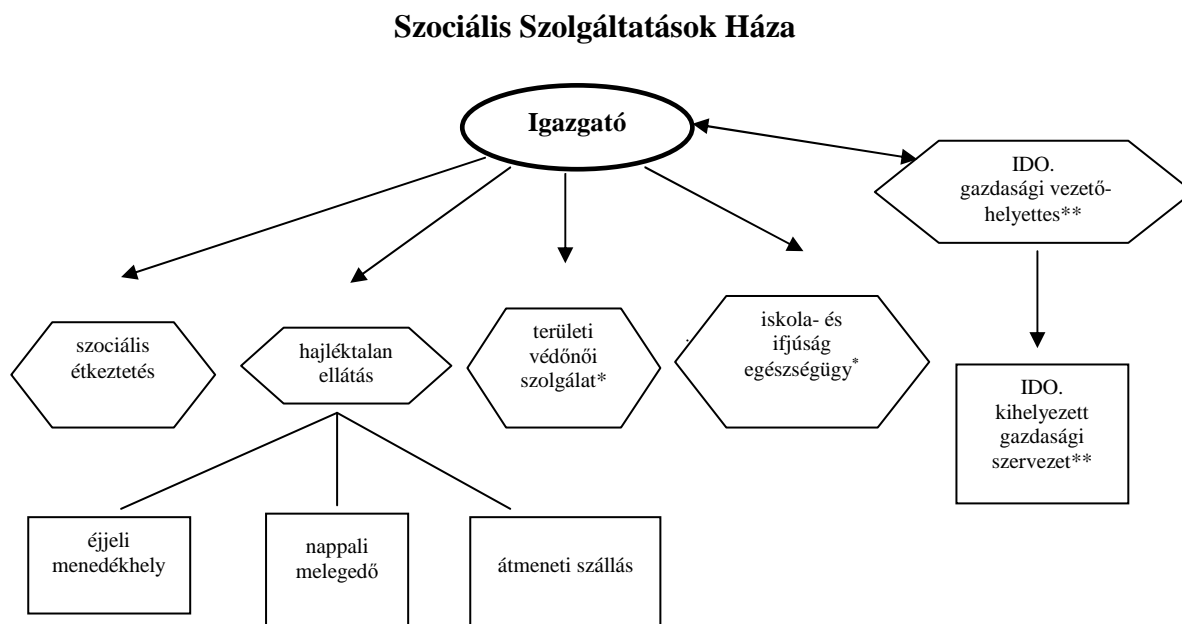 Szociális Szolgáltatások Háza
Igazgató
IDO.
gazdasági vezető-
helyettes**
szociális
étkeztetés
hajléktalan
ellátás
területi
védőnői
szolgálat*
iskola- és
ifjúság
egészségügy*
IDO.
kihelyezett
gazdasági
szervezet**
éjjeli
menedékhely
nappali
melegedő
átmeneti szállás